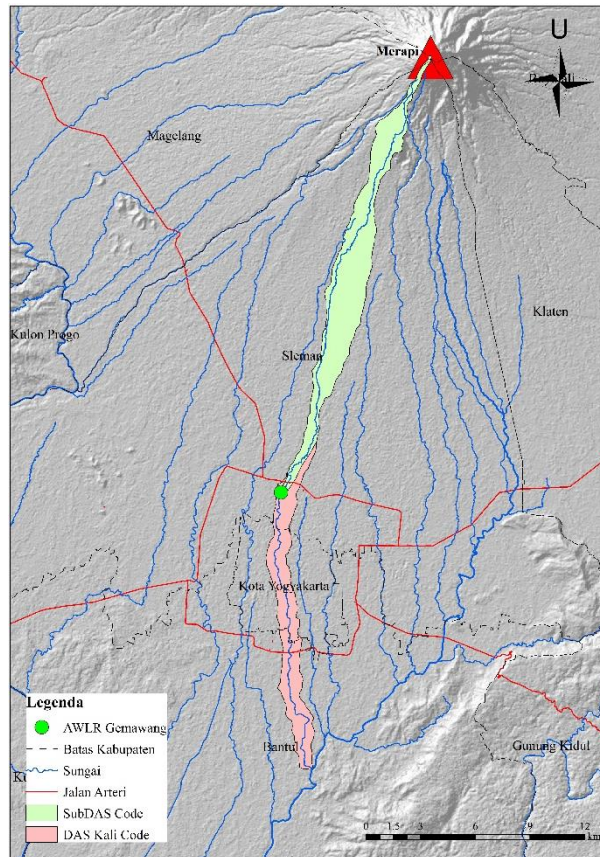 Merapi
U
Magelang
Kulon Progo
Klaten
Sleman
Kota Yogyakarta
Bantul
Gunung Kidul
Legenda
AWLR Gemawang
Batas Kabupaten
Sungai
Jalan Arteri
SubDAS Code
DAS Kali Code
0 1.5 3 6 9 12
km